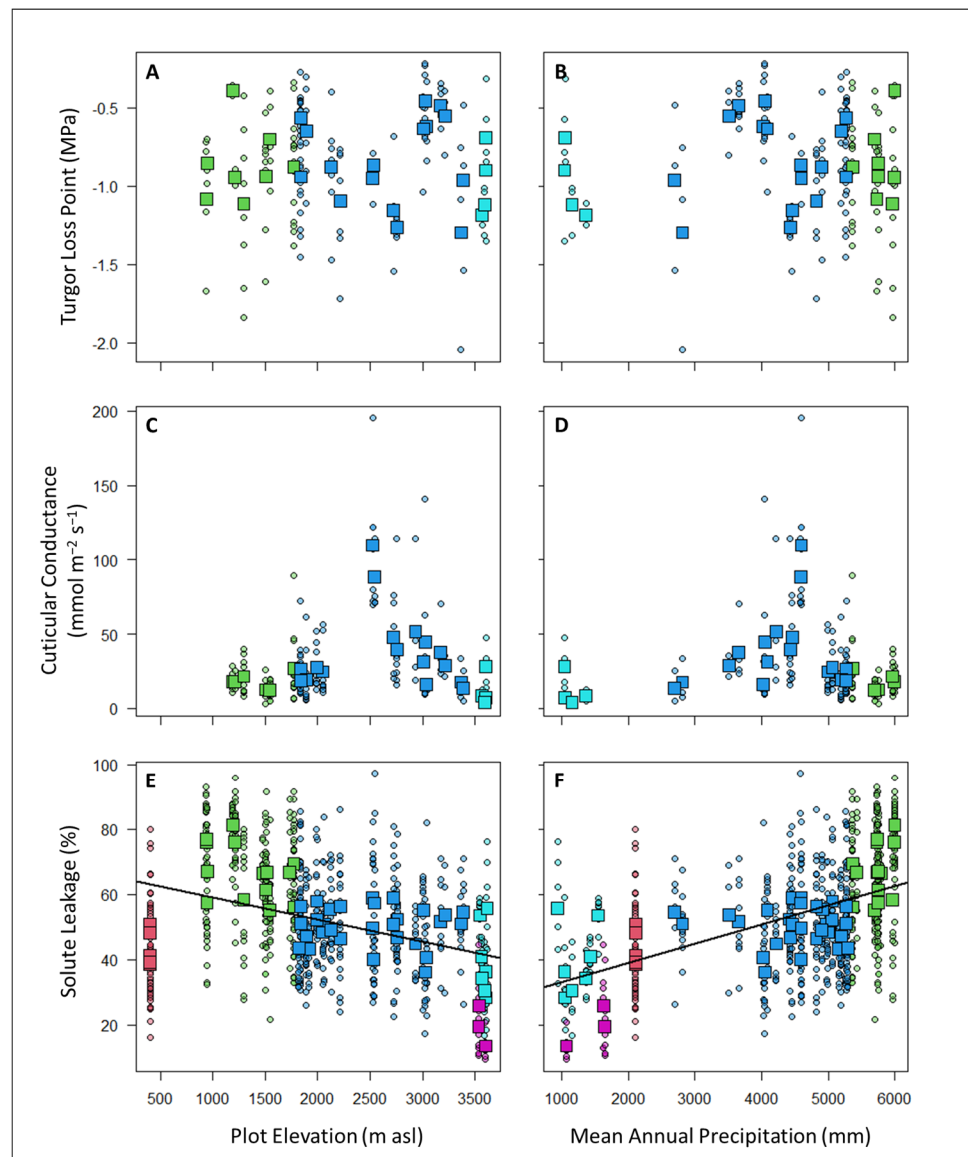 A
B
Turgor Loss Point (MPa)
-0.5
-1.0
-1.5
-2.0
C
D
Cuticular Conductance
(mmol m⁻² s⁻¹)
200
150
100
50
0
E
F
Solute Leakage (%)
100
80
60
40
20
500 1000 1500 2000 2500 3000 3500
1000 2000 3000 4000 5000 6000
Plot Elevation (m asl)
Mean Annual Precipitation (mm)